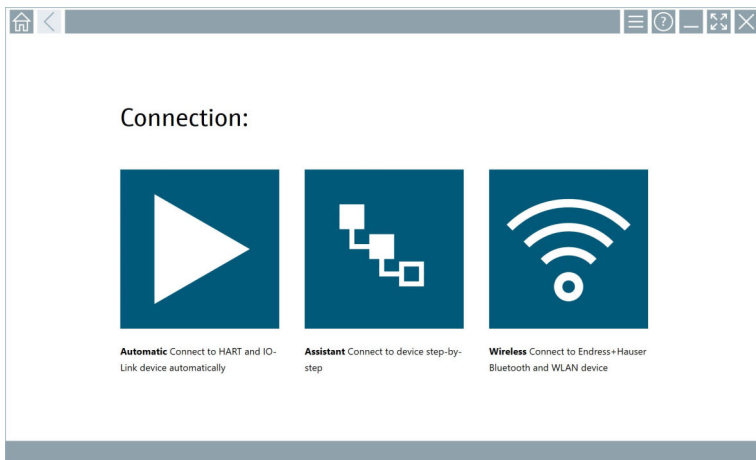 Connection:
Automatic Connect to HART and IO-
Link device automatically
Assistant Connect to device step-by-
step
Wireless Connect to Endress+Hauser
Bluetooth and WLAN device